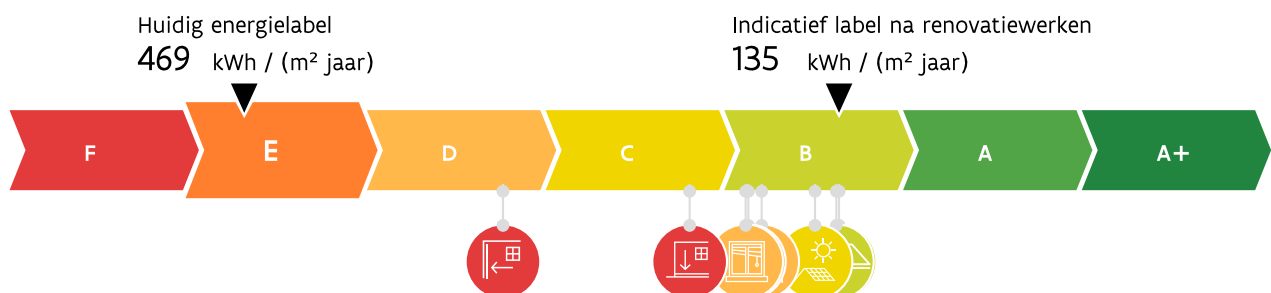 Huidig energielabel
469 kWh / (m² jaar)
Indicatief label na renovatiewerken
135 kWh / (m² jaar)
F E D C B A A+